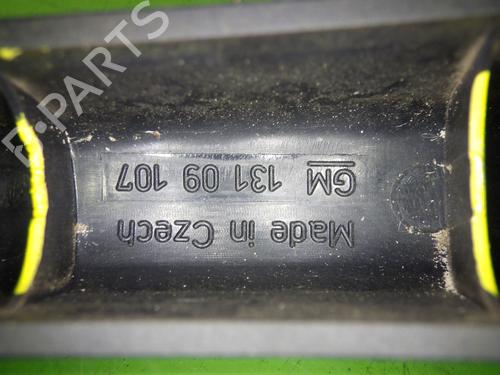 Made in Czech
GM 131 09 107
B-PARTS